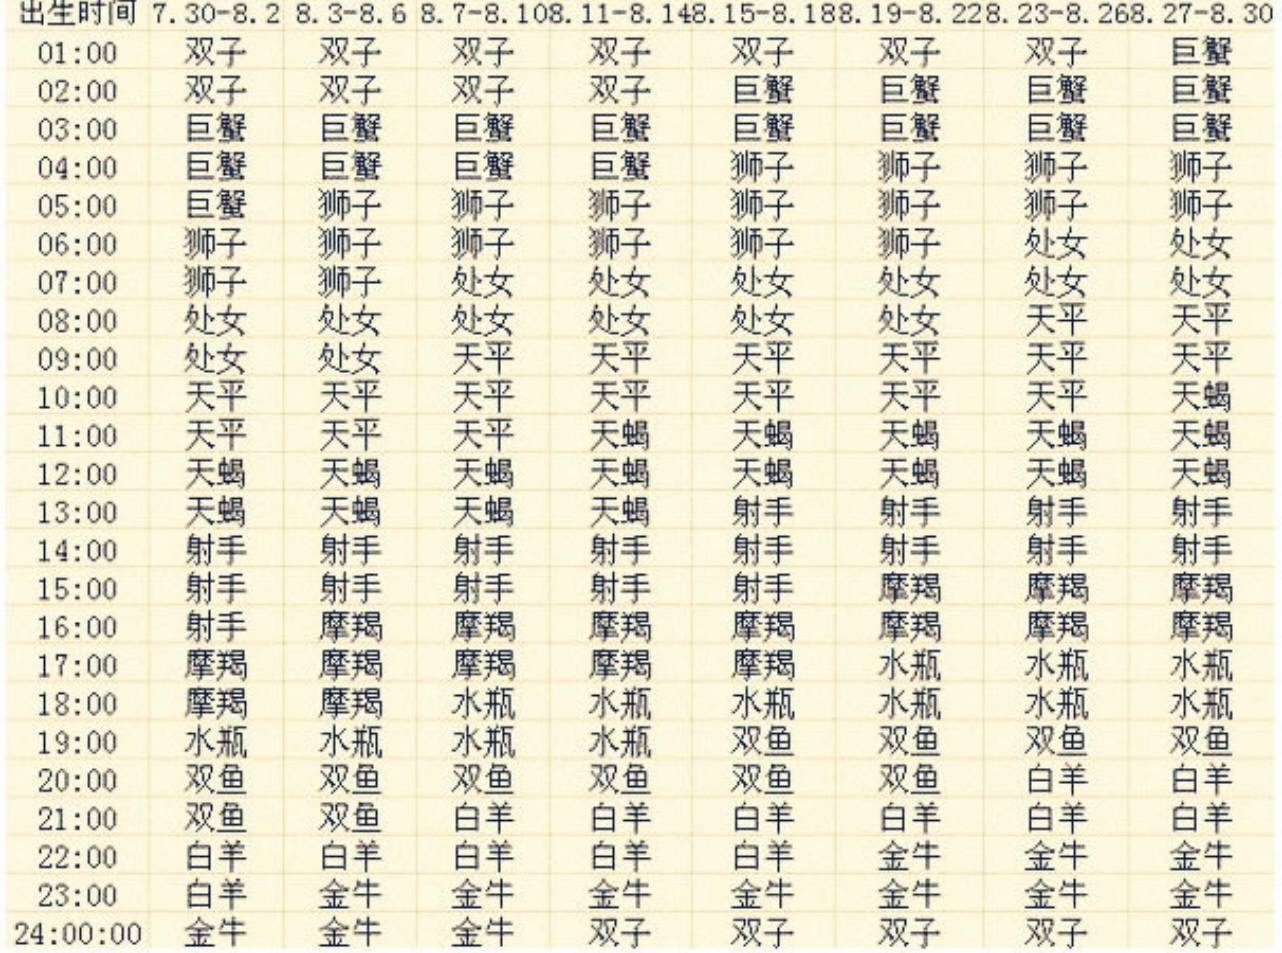 出生时间 7.30-8.2 8.3-8.6 8.7-8.10 8.11-8.14 8.15-8.18 8.19-8.22 8.23-8.26 8.27-8.30
01:00 双子 双子 双子 双子 双子 双子 双子 巨蟹
02:00 双子 双子 双子 双子 巨蟹 巨蟹 巨蟹 巨蟹
03:00 巨蟹 巨蟹 巨蟹 巨蟹 巨蟹 巨蟹 巨蟹 巨蟹
04:00 巨蟹 巨蟹 巨蟹 巨蟹 狮子 狮子 狮子 狮子
05:00 巨蟹 狮子 狮子 狮子 狮子 狮子 狮子 狮子
06:00 狮子 狮子 狮子 狮子 狮子 狮子 处女 处女
07:00 狮子 狮子 处女 处女 处女 处女 处女 处女
08:00 处女 处女 处女 处女 处女 处女 天平 天平
09:00 处女 处女 天平 天平 天平 天平 天平 天平
10:00 天平 天平 天平 天平 天平 天平 天平 天蝎
11:00 天平 天平 天平 天蝎 天蝎 天蝎 天蝎 天蝎
12:00 天蝎 天蝎 天蝎 天蝎 天蝎 天蝎 天蝎 天蝎
13:00 天蝎 天蝎 天蝎 天蝎 射手 射手 射手 射手
14:00 射手 射手 射手 射手 射手 射手 射手 射手
15:00 射手 射手 射手 射手 射手 摩羯 摩羯 摩羯
16:00 射手 摩羯 摩羯 摩羯 摩羯 摩羯 摩羯 摩羯
17:00 摩羯 摩羯 摩羯 摩羯 摩羯 水瓶 水瓶 水瓶
18:00 摩羯 摩羯 水瓶 水瓶 水瓶 水瓶 水瓶 水瓶
19:00 水瓶 水瓶 水瓶 水瓶 双鱼 双鱼 双鱼 双鱼
20:00 双鱼 双鱼 双鱼 双鱼 双鱼 双鱼 白羊 白羊
21:00 双鱼 双鱼 白羊 白羊 白羊 白羊 白羊 白羊
22:00 白羊 白羊 白羊 白羊 白羊 金牛 金牛 金牛
23:00 白羊 金牛 金牛 金牛 金牛 金牛 金牛 金牛
24:00:00 金牛 金牛 金牛 双子 双子 双子 双子 双子